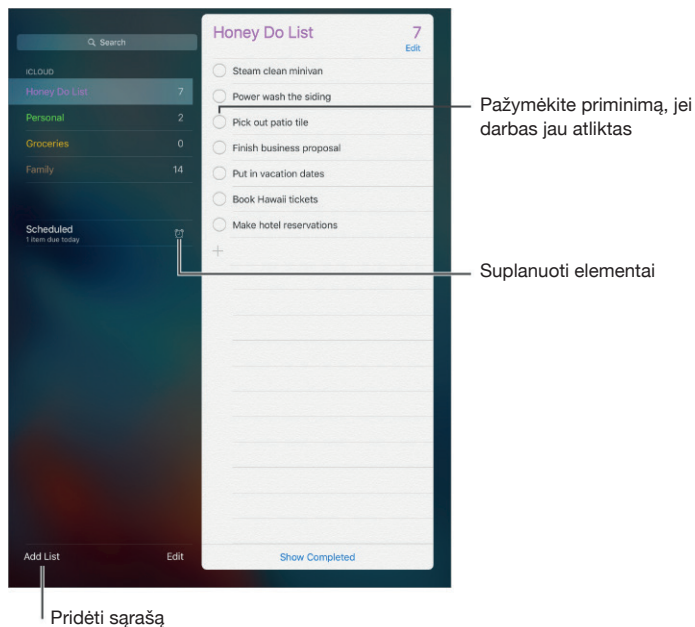 Search
iCLOUD
Honey Do List 7
Personal 2
Groceries 0
Family 14
Scheduled
1 item due today
Add List Edit
Honey Do List 7
Edit
Steam clean minivan
Power wash the siding
Pick out patio tile
Finish business proposal
Put in vacation dates
Book Hawaii tickets
Make hotel reservations
Show Completed
Pažymėkite priminimą, jei
darbas jau atliktas
Suplanuoti elementai
Pridėti sąrašą